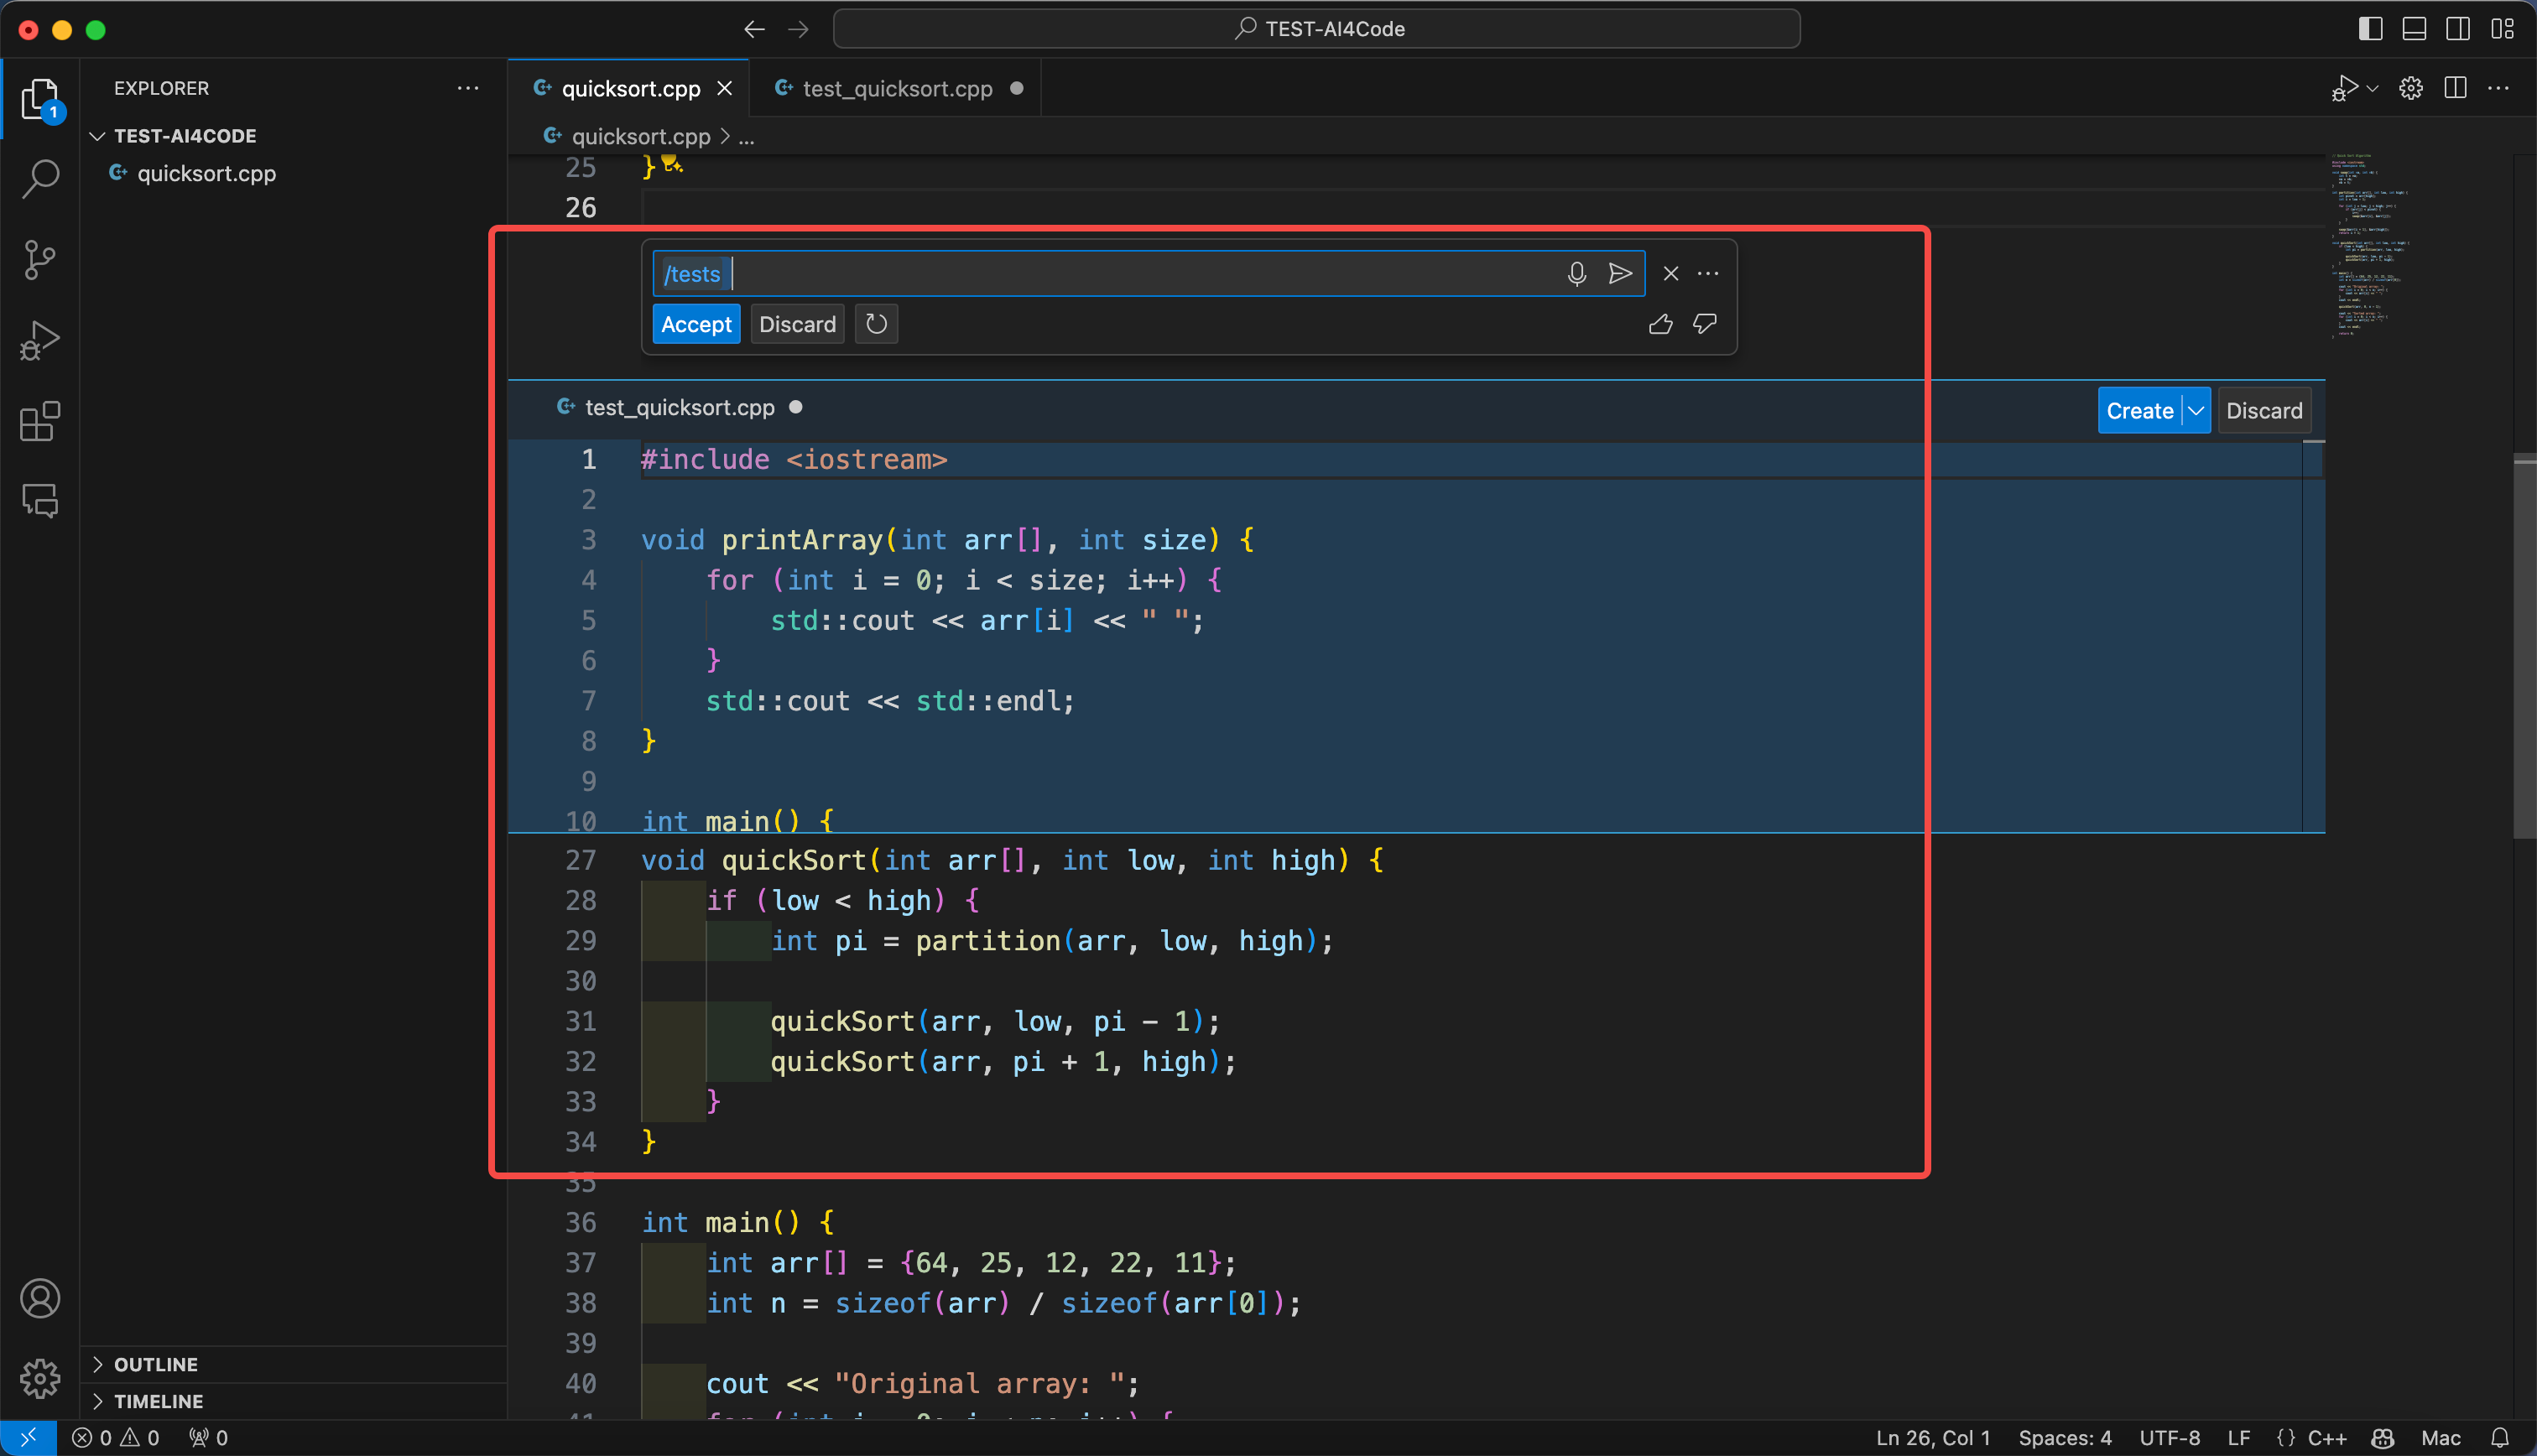 TEST-AI4Code
EXPLORER
quicksort.cpp
test_quicksort.cpp
1
TEST-AI4CODE
quicksort.cpp > ...
quicksort.cpp
25 }
26
/tests
Accept Discard
test_quicksort.cpp
Create Discard
1 #include <iostream>
2
3 void printArray(int arr[], int size) {
4 for (int i = 0; i < size; i++) {
5 std::cout << arr[i] << " ";
6 }
7 std::cout << std::endl;
8 }
9
10 int main() {
27 void quickSort(int arr[], int low, int high) {
28 if (low < high) {
29 int pi = partition(arr, low, high);
30
31 quickSort(arr, low, pi - 1);
32 quickSort(arr, pi + 1, high);
33 }
34 }
35
36 int main() {
37 int arr[] = {64, 25, 12, 22, 11};
38 int n = sizeof(arr) / sizeof(arr[0]);
39
40 cout << "Original array: ";
OUTLINE
TIMELINE
0 0 0
Ln 26, Col 1 Spaces: 4 UTF-8 LF {} C++ Mac